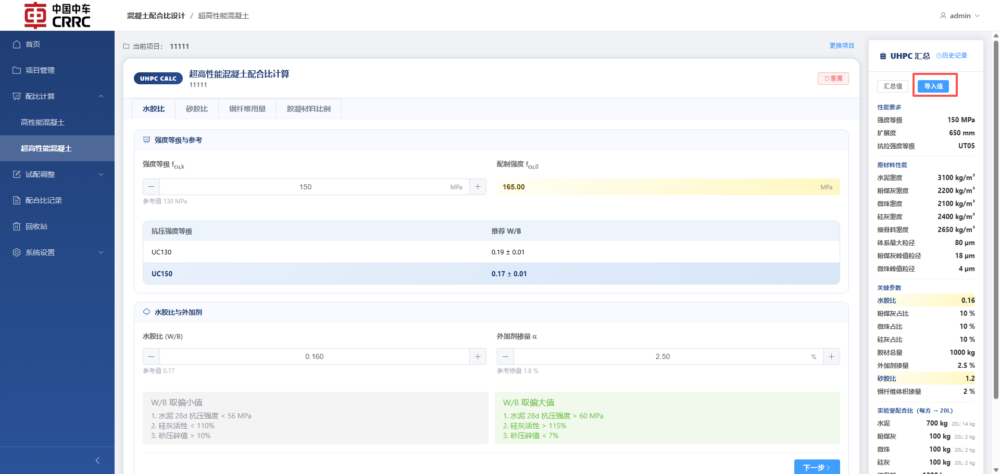 中国中车
CRRC
混凝土配合比设计 / 超高性能混凝土
admin
首页
项目管理
配比计算
高性能混凝土
超高性能混凝土
试配调整
配合比记录
回收站
系统设置
当前项目： 11111
更换项目
UHPC CALC
超高性能混凝土配合比计算
11111
重置
水胶比
砂胶比
钢纤维用量
胶凝材料比例
强度等级与参考
强度等级 fcu,k
配制强度 fcu,0
150 MPa
165.00 MPa
参考值 130 MPa
抗压强度等级 推荐 W/B
UC130 0.19 ± 0.01
UC150 0.17 ± 0.01
水胶比与外加剂
水胶比 (W/B)
外加剂掺量 α
0.160
2.50 %
参考值 0.17
参考掺量 1.8 %
W/B 取偏小值
1. 水泥 28d 抗压强度 < 56 MPa
2. 硅灰活性 < 110%
3. 砂压碎值 > 10%
W/B 取偏大值
1. 水泥 28d 抗压强度 > 60 MPa
2. 硅灰活性 > 115%
3. 砂压碎值 < 7%
下一步
UHPC 汇总 历史记录
汇总值 导入值
性能要求
强度等级 150 MPa
扩展度 650 mm
抗拉强度等级 UT05
原材料性能
水泥密度 3100 kg/m³
粉煤灰密度 2200 kg/m³
微珠密度 2100 kg/m³
硅灰密度 2400 kg/m³
细骨料密度 2650 kg/m³
体系最大粒径 80 μm
粉煤灰峰值粒径 18 μm
微珠峰值粒径 4 μm
关键参数
水胶比 0.16
粉煤灰占比 10 %
微珠占比 10 %
硅灰占比 10 %
胶材总量 1000 kg
外加剂掺量 2.5 %
砂胶比 1.2
钢纤维体积掺量 2 %
实验室配合比（每方 → 20L）
水泥 700 kg 20L: 14 kg
粉煤灰 100 kg 20L: 2 kg
微珠 100 kg 20L: 2 kg
硅灰 100 kg 20L: 2 kg